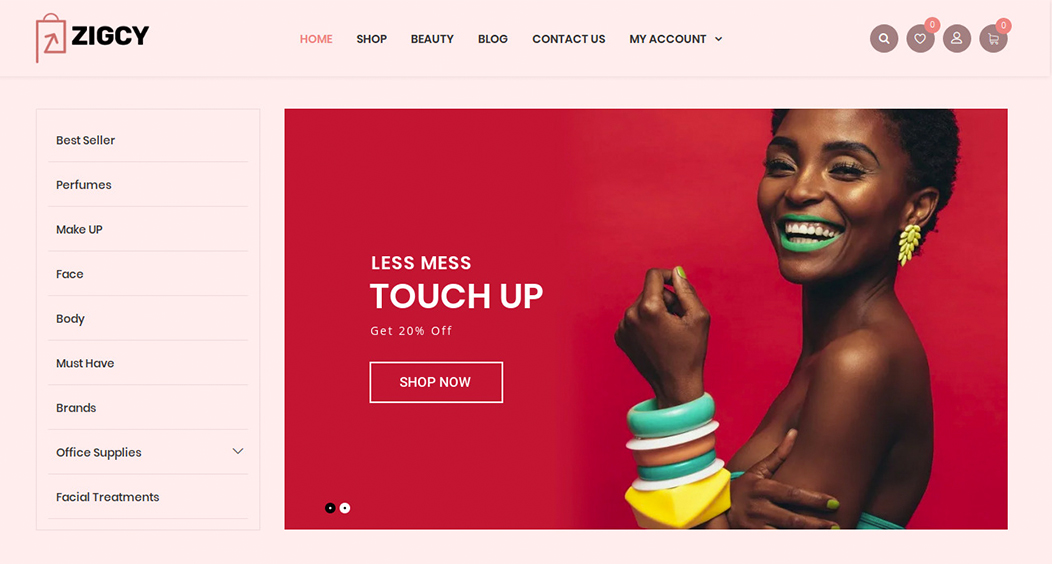 ZIGCY
HOME SHOP BEAUTY BLOG CONTACT US MY ACCOUNT
0
0
Best Seller
Perfumes
Make UP
Face
Body
Must Have
Brands
Office Supplies
Facial Treatments
LESS MESS
TOUCH UP
Get 20% Off
SHOP NOW